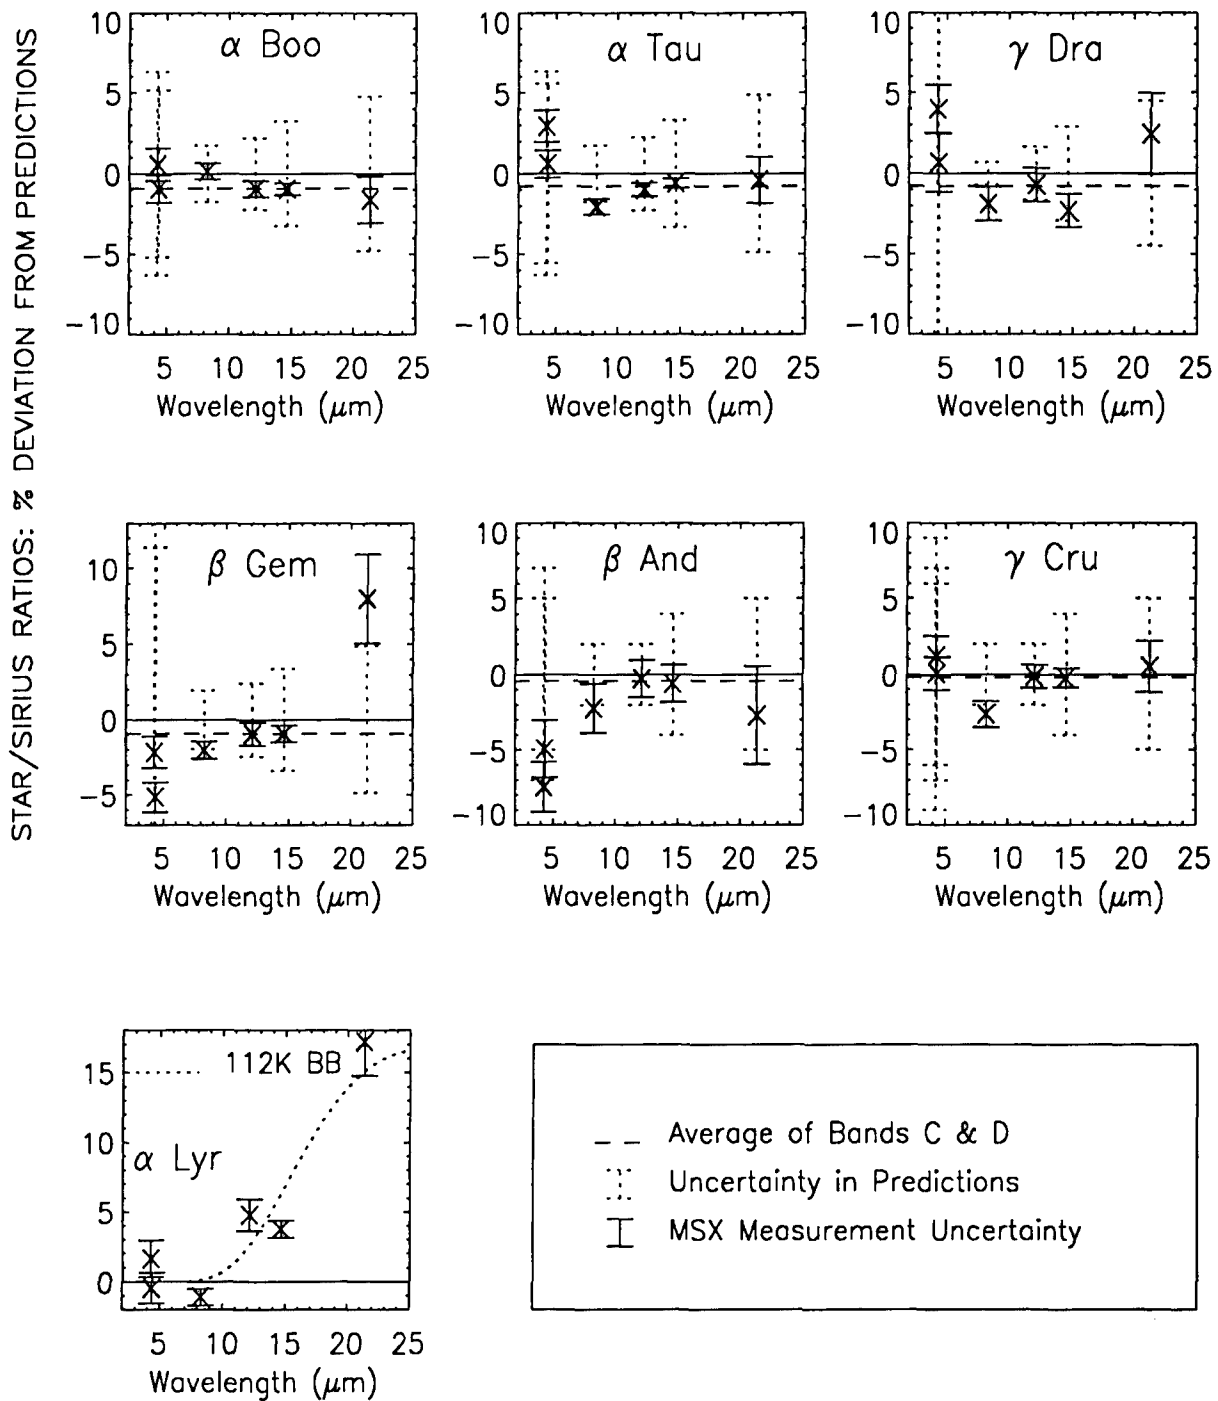 STAR/SIRIUS RATIOS: % DEVIATION FROM PREDICTIONS
α Boo
10
5
0
−5
−10
5 10 15 20 25
Wavelength (μm)
α Tau
10
5
0
−5
−10
5 10 15 20 25
Wavelength (μm)
γ Dra
10
5
0
−5
−10
5 10 15 20 25
Wavelength (μm)
β Gem
10
5
0
−5
5 10 15 20 25
Wavelength (μm)
β And
10
5
0
−5
−10
5 10 15 20 25
Wavelength (μm)
γ Cru
10
5
0
−5
−10
5 10 15 20 25
Wavelength (μm)
112K BB
α Lyr
15
10
5
0
5 10 15 20 25
Wavelength (μm)
Average of Bands C & D
Uncertainty in Predictions
MSX Measurement Uncertainty